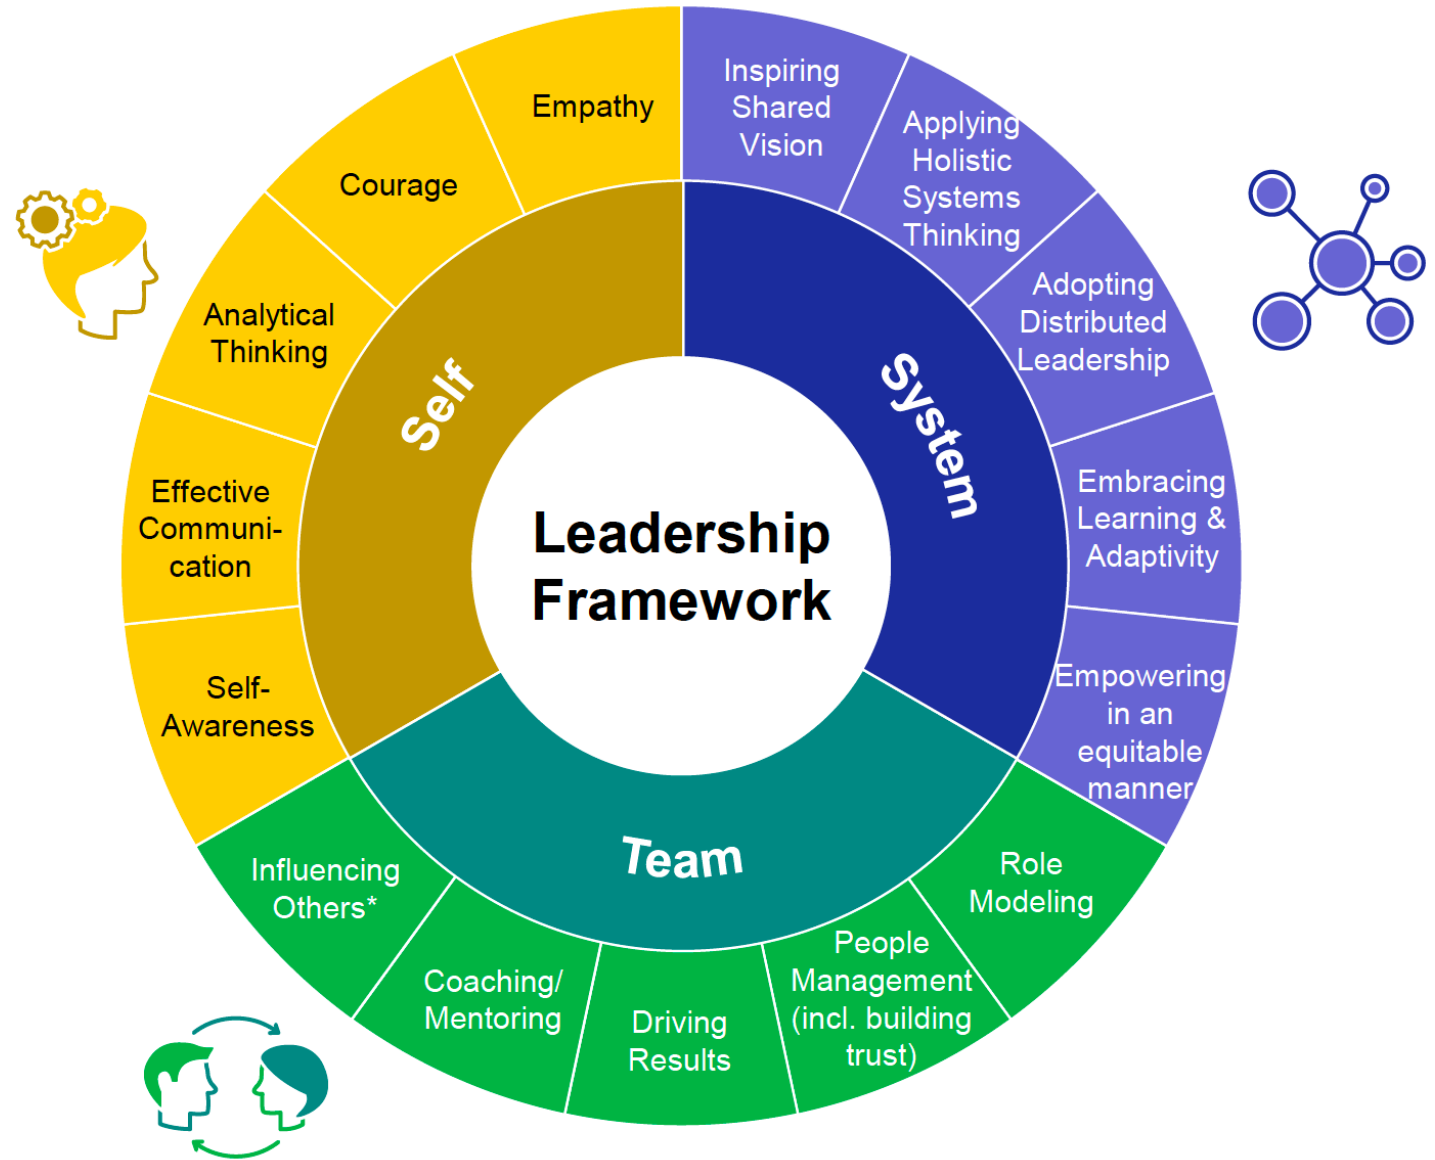 Empathy
Courage
Analytical
Thinking
Effective
Communi-
cation
Self-
Awareness
Self
Inspiring
Shared
Vision
Applying
Holistic
Systems
Thinking
Adopting
Distributed
Leadership
Embracing
Learning &
Adaptivity
Empowering
in an
equitable
manner
System
Leadership
Framework
Team
Influencing
Others*
Coaching/
Mentoring
Driving
Results
People
Management
(incl. building
trust)
Role
Modeling